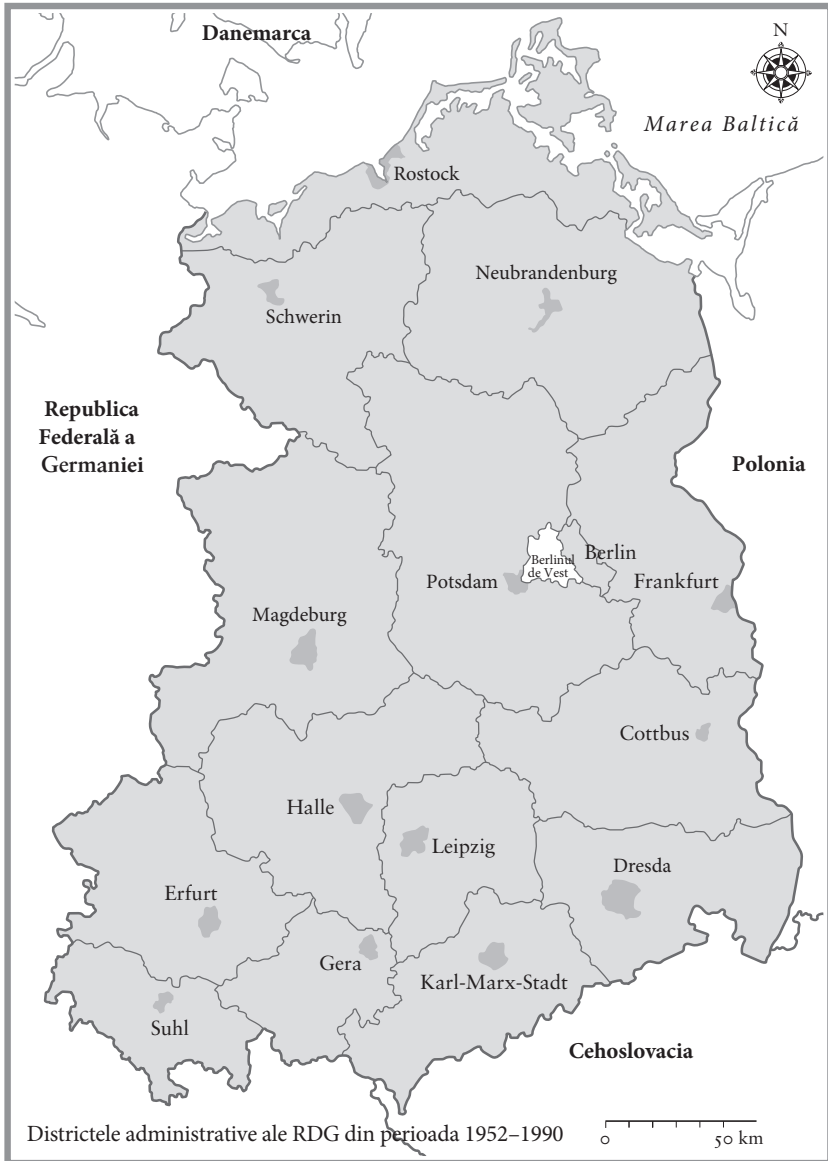 Danemarca
N
Marea Baltică
Rostock
Neubrandenburg
Schwerin
Republica
Federală a
Germaniei
Polonia
Berlin
Berlinul
de Vest
Potsdam
Frankfurt
Magdeburg
Cottbus
Halle
Leipzig
Dresda
Erfurt
Gera
Karl-Marx-Stadt
Suhl
Cehoslovacia
Districtele administrative ale RDG din perioada 1952–1990
0 50 km